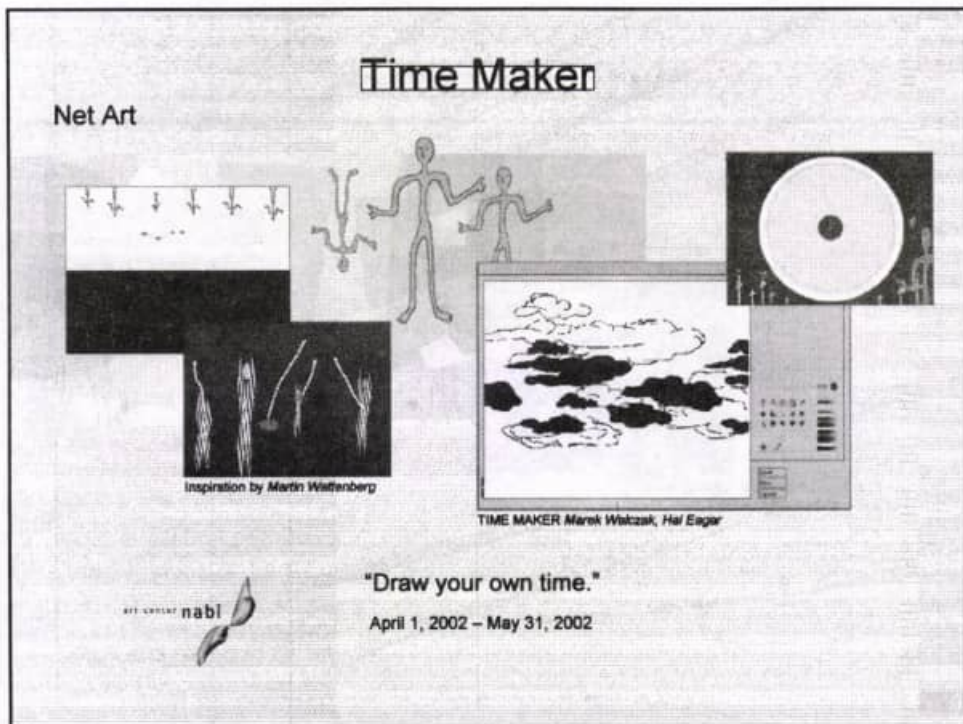 Time Maker
Net Art
Inspiration by Martin Wattenberg
TIME MAKER Marek Walczak, Hal Eagar
"Draw your own time."
art center nabi
April 1, 2002 – May 31, 2002